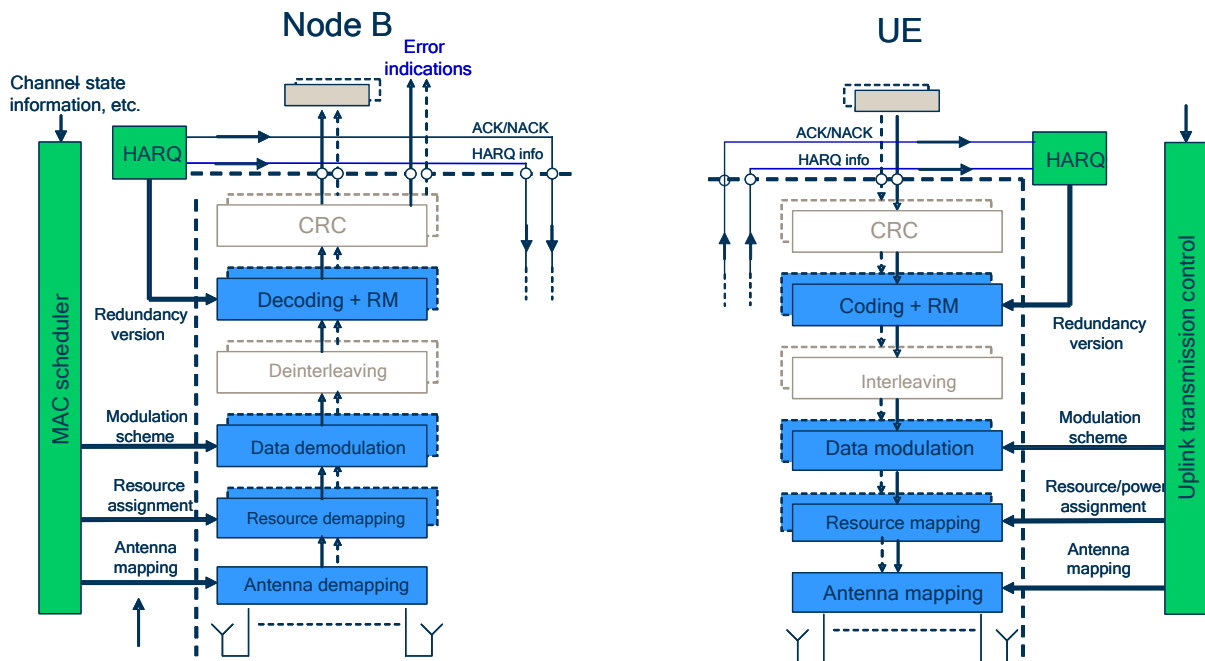 Node B
UE
Error
indications
Channel state
information, etc.
ACK/NACK
HARQ
HARQ info
CRC
Decoding + RM
Redundancy
version
Deinterleaving
MAC scheduler
Modulation
scheme
Data demodulation
Resource
assignment
Resource demapping
Antenna
mapping
Antenna demapping
ACK/NACK
HARQ info
HARQ
CRC
Coding + RM
Redundancy
version
Interleaving
Modulation
scheme
Data modulation
Uplink transmission control
Resource/power
assignment
Resource mapping
Antenna
mapping
Antenna mapping